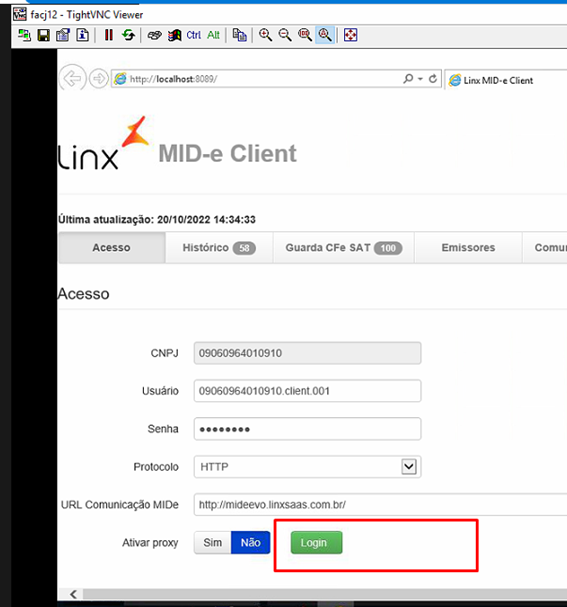 facj12 - TightVNC Viewer
Ctrl Alt
http://localhost:8089/
Linx MID-e Client
Linx MID-e Client
Última atualização: 20/10/2022 14:34:33
Acesso Histórico 58 Guarda CFe SAT 100 Emissores Comu
Acesso
CNPJ 09060964010910
Usuário 09060964010910.client.001
Senha ●●●●●●●●
Protocolo HTTP
URL Comunicação MIDe http://mideevo.linxsaas.com.br/
Ativar proxy Sim Não Login